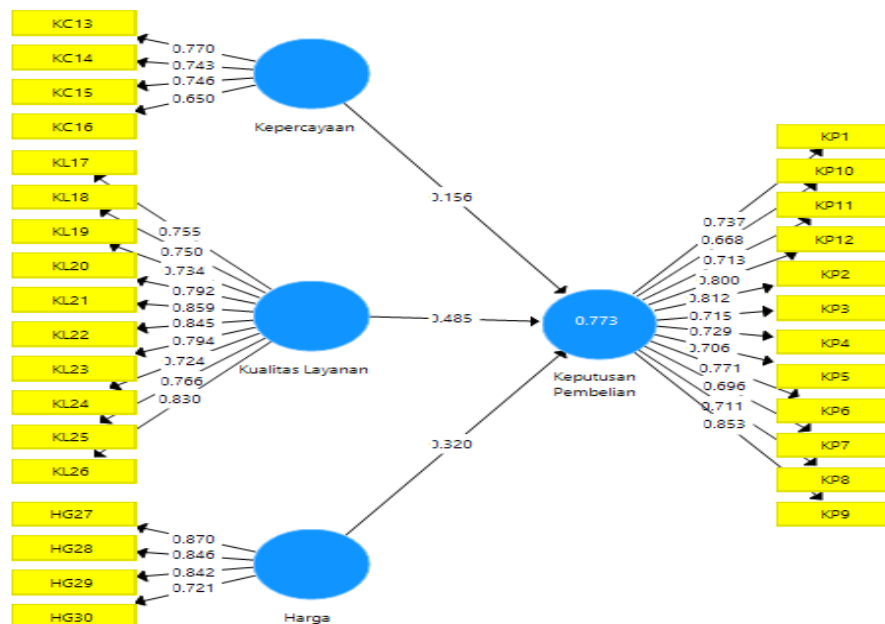 KC13
KC14
KC15
KC16
0.770
0.743
0.746
0.650
Kepercayaan
KL17
KL18
KL19
KL20
KL21
KL22
KL23
KL24
KL25
KL26
0.755
0.750
0.734
0.792
0.859
0.845
0.794
0.724
0.766
0.830
Kualitas Layanan
HG27
HG28
HG29
HG30
0.870
0.846
0.842
0.721
Harga
0.156
0.485
0.320
0.773
Keputusan
Pembelian
0.737
0.668
0.713
0.800
0.812
0.715
0.729
0.706
0.771
0.696
0.711
0.853
KP1
KP10
KP11
KP12
KP2
KP3
KP4
KP5
KP6
KP7
KP8
KP9